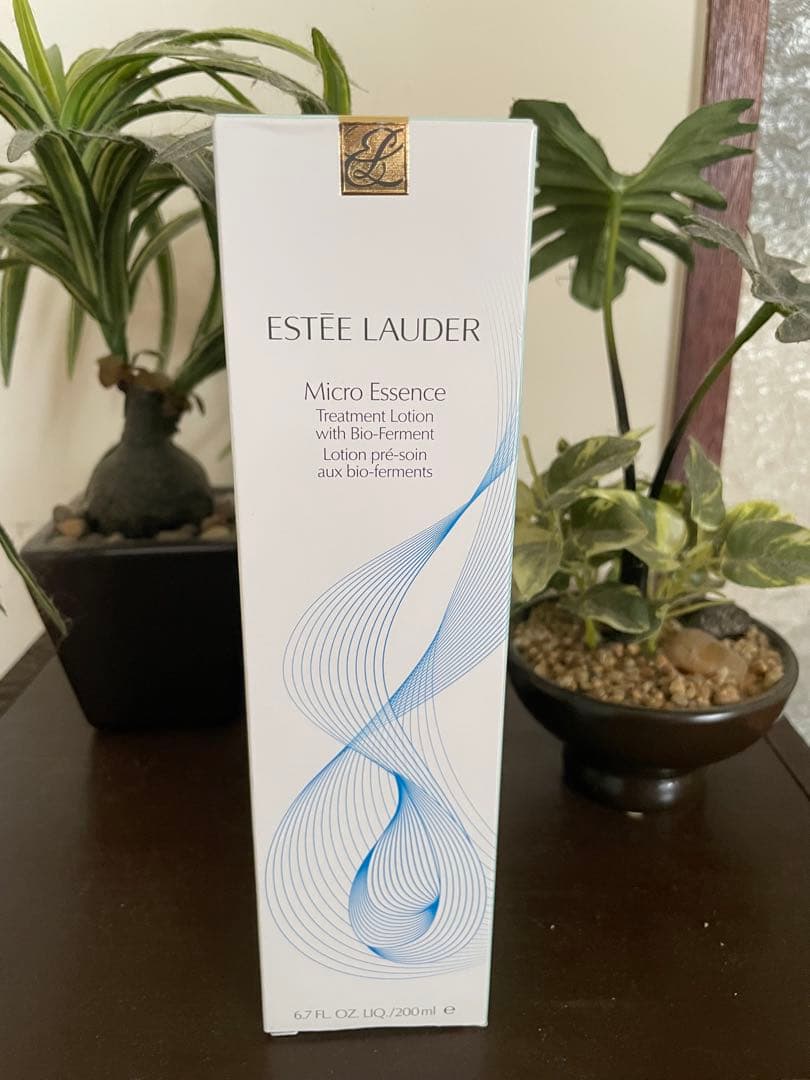 EL
ESTĒE LAUDER
Micro Essence
Treatment Lotion
with Bio-Ferment
Lotion pré-soin
aux bio-ferments
6.7 FL. OZ. LIQ./200 ml ℮